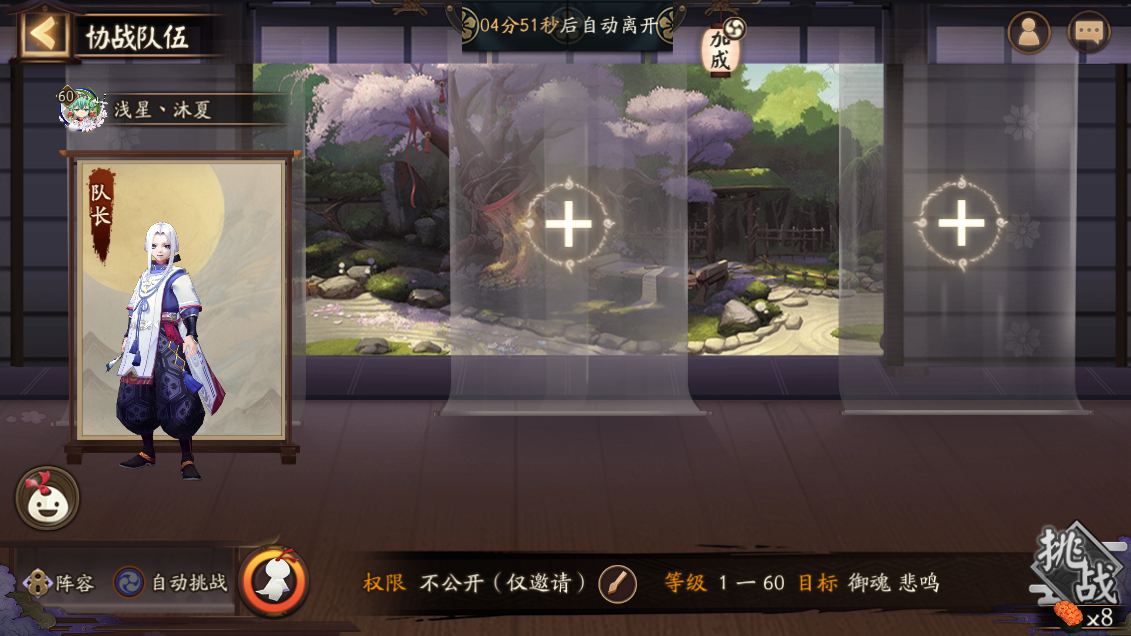 协战队伍
04分51秒后自动离开
加成
60
浅星丶沐夏
队长
阵容
自动挑战
权限 不公开（仅邀请）
等级 1 一 60 目标 御魂 悲鸣
挑战
x8